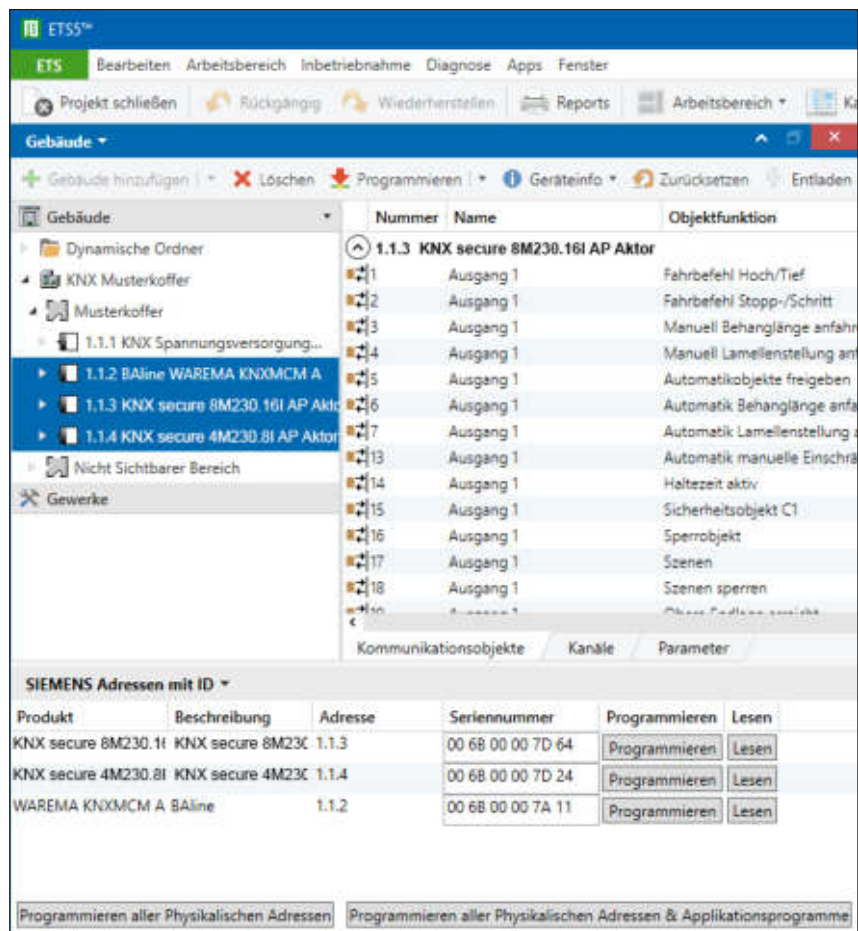 ETS5™
ETS Bearbeiten Arbeitsbereich Inbetriebnahme Diagnose Apps Fenster
Projekt schließen Rückgängig Wiederherstellen Reports Arbeitsbereich Ka
Gebäude
Gebäude hinzufügen Löschen Programmieren Geräteinfo Zurücksetzen Entladen
Gebäude Nummer Name Objektfunktion
Dynamische Ordner
KNX Musterkoffer
Musterkoffer
1.1.1 KNX Spannungsversorgung...
1.1.2 BAline WAREMA KNXMCM A
1.1.3 KNX secure 8M230.16I AP Akto
1.1.4 KNX secure 4M230.8I AP Aktor
Nicht Sichtbarer Bereich
Gewerke
1.1.3 KNX secure 8M230.16I AP Aktor
1 Ausgang 1 Fahrbefehl Hoch/Tief
2 Ausgang 1 Fahrbefehl Stopp-/Schritt
3 Ausgang 1 Manuell Behanglänge anfahr
4 Ausgang 1 Manuell Lamellenstellung anf
5 Ausgang 1 Automatikobjekte freigeben
6 Ausgang 1 Automatik Behanglänge anfa
7 Ausgang 1 Automatik Lamellenstellung a
13 Ausgang 1 Automatik manuelle Einschrä
14 Ausgang 1 Haltezeit aktiv
15 Ausgang 1 Sicherheitsobjekt C1
16 Ausgang 1 Sperrobjekt
17 Ausgang 1 Szenen
18 Ausgang 1 Szenen sperren
Kommunikationsobjekte Kanäle Parameter
SIEMENS Adressen mit ID
Produkt Beschreibung Adresse Seriennummer Programmieren Lesen
KNX secure 8M230.16 KNX secure 8M230 1.1.3 00 6B 00 00 7D 64 Programmieren Lesen
KNX secure 4M230.8I KNX secure 4M230 1.1.4 00 6B 00 00 7D 24 Programmieren Lesen
WAREMA KNXMCM A BAline 1.1.2 00 6B 00 00 7A 11 Programmieren Lesen
Programmieren aller Physikalischen Adressen Programmieren aller Physikalischen Adressen & Applikationsprogramme